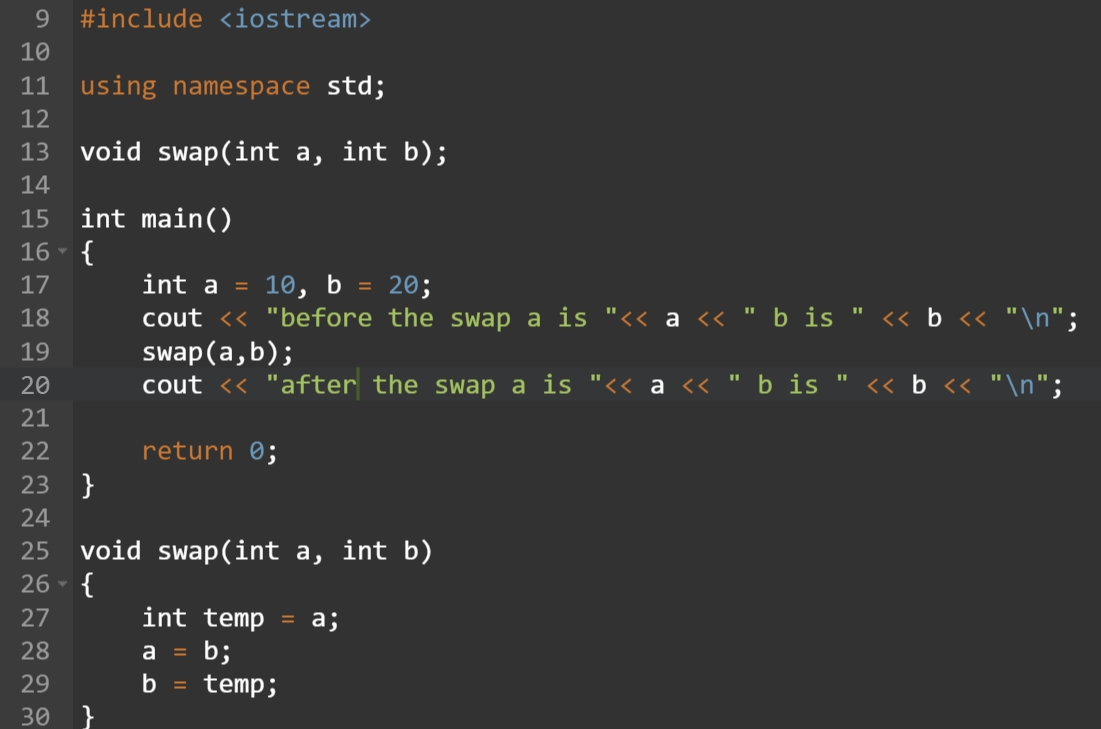 9 #include <iostream>
10
11 using namespace std;
12
13 void swap(int a, int b);
14
15 int main()
16 {
17     int a = 10, b = 20;
18     cout << "before the swap a is "<< a << " b is " << b << "\n";
19     swap(a,b);
20     cout << "after the swap a is "<< a << " b is " << b << "\n";
21
22     return 0;
23 }
24
25 void swap(int a, int b)
26 {
27     int temp = a;
28     a = b;
29     b = temp;
30 }